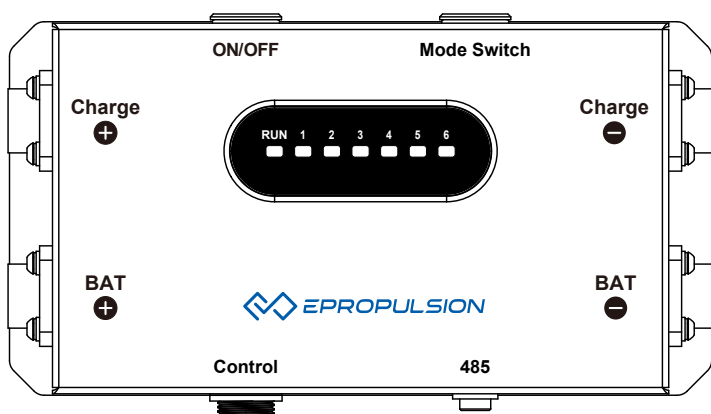 ON/OFF Mode Switch
Charge Charge
+ −
RUN 1 2 3 4 5 6
BAT BAT
+ −
EPROPULSION
Control 485